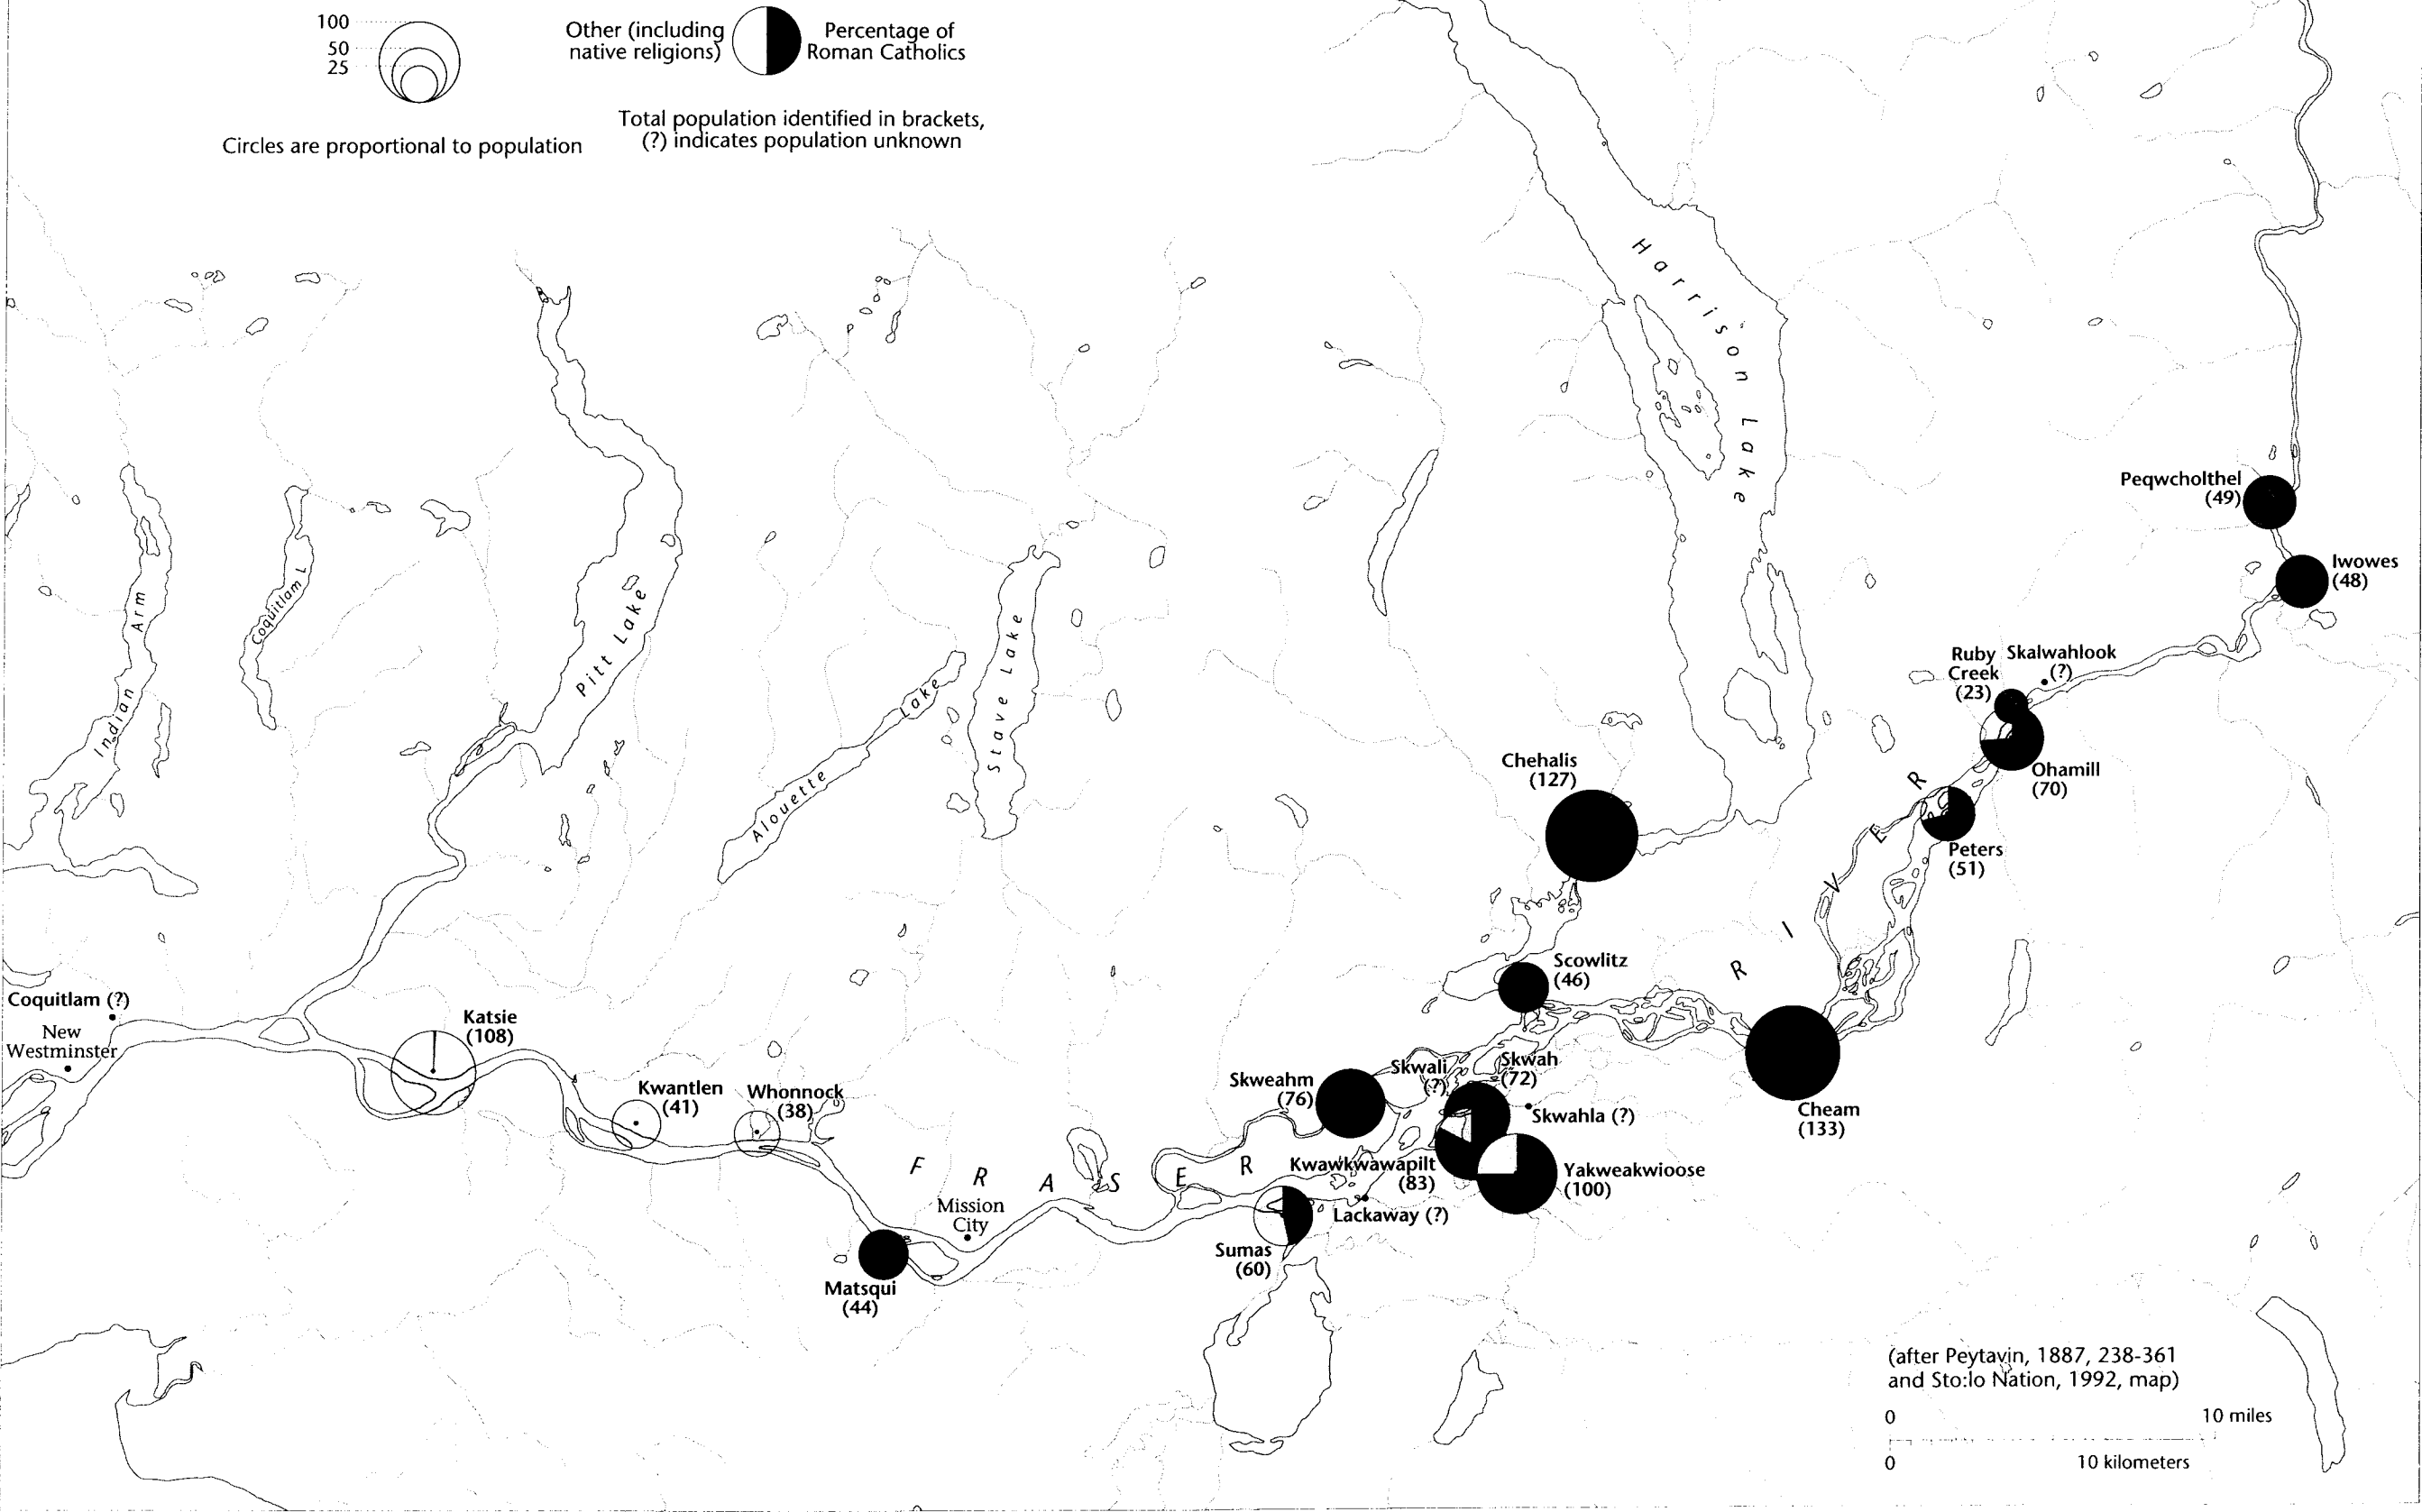 100
50
25
Circles are proportional to population
Other (including
native religions)
Percentage of
Roman Catholics
Total population identified in brackets,
(?) indicates population unknown
Harrison Lake
Indian Arm
Coquitlam L
Pitt Lake
Alouette Lake
Stave Lake
Peqwcholthel
(49)
Iwowes
(48)
Ruby
Creek
(23)
Skalwahlook
(?)
Ohamill
(70)
Peters
(51)
Chehalis
(127)
Scowlitz
(46)
Coquitlam (?)
New
Westminster
Katsie
(108)
Kwantlen
(41)
Whonnock
(38)
Matsqui
(44)
Mission
City
FRASER RIVER
Skweahm
(76)
Skwali
(?)
Skwah
(72)
Skwahla (?)
Cheam
(133)
Kwawkwawapilt
(83)
Yakweakwioose
(100)
Lackaway (?)
Sumas
(60)
(after Peytavin, 1887, 238-361
and Sto:lo Nation, 1992, map)
0 10 miles
0 10 kilometers